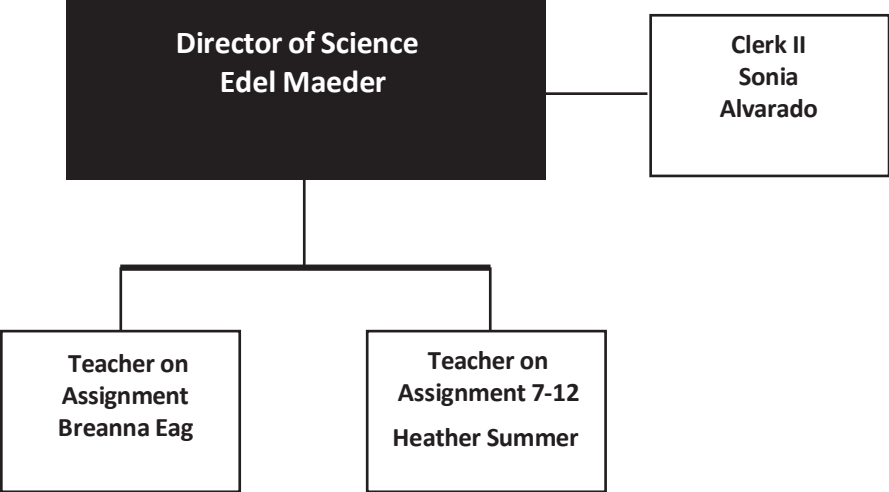 Director of Science
Edel Maeder
Clerk II
Sonia
Alvarado
Teacher on
Assignment
Breanna Eag
Teacher on
Assignment 7-12
Heather Summer